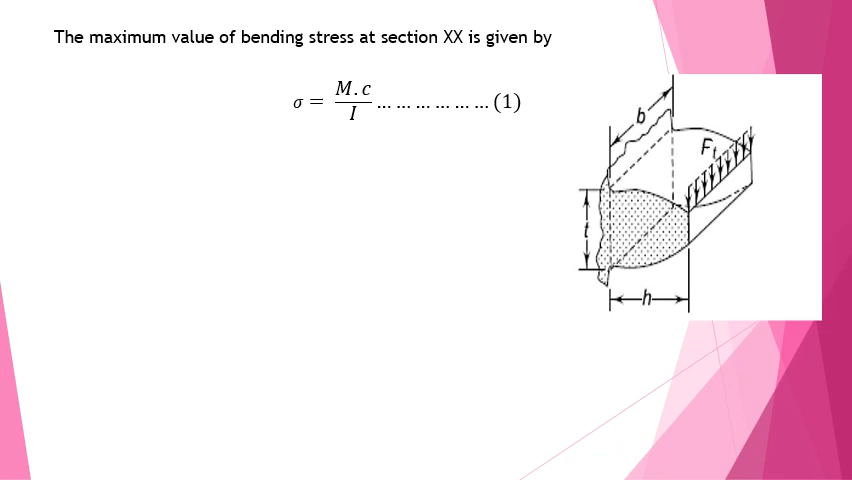 The maximum value of bending stress at section XX is given by
σ = M.c / I ... ... ... ... ... ... (1)
b
Ft
t
h